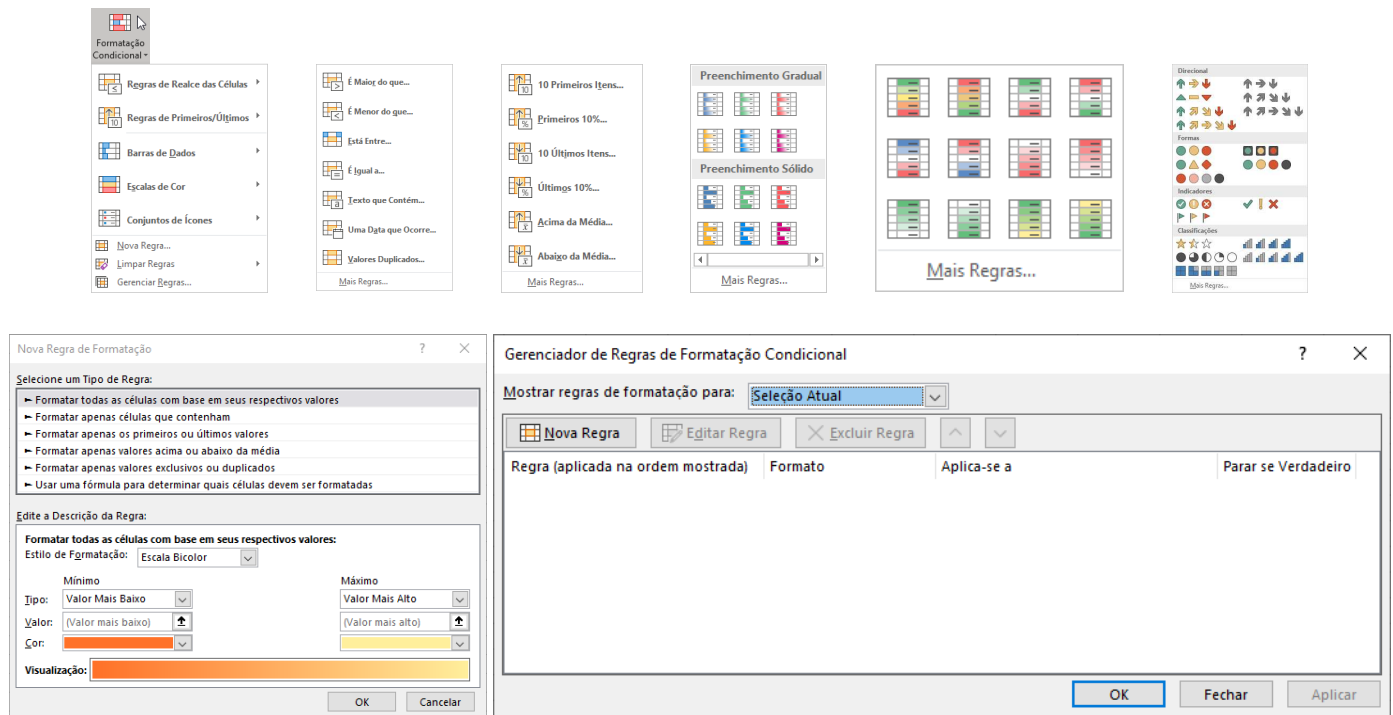 Formatação
Condicional
Regras de Realce das Células
Regras de Primeiros/Últimos
Barras de Dados
Escalas de Cor
Conjuntos de Ícones
Nova Regra...
Limpar Regras
Gerenciar Regras...
É Maior do que...
É Menor do que...
Está Entre...
É Igual a...
Texto que Contém...
Uma Data que Ocorre...
Valores Duplicados...
Mais Regras...
10 Primeiros Itens...
Primeiros 10%...
10 Últimos Itens...
Últimos 10%...
Acima da Média...
Abaixo da Média...
Mais Regras...
Preenchimento Gradual
Preenchimento Sólido
Mais Regras...
Mais Regras...
Direcional
Formas
Indicadores
Classificações
Mais Regras...
Nova Regra de Formatação ?
Selecione um Tipo de Regra:
► Formatar todas as células com base em seus respectivos valores
► Formatar apenas células que contenham
► Formatar apenas os primeiros ou últimos valores
► Formatar apenas valores acima ou abaixo da média
► Formatar apenas valores exclusivos ou duplicados
► Usar uma fórmula para determinar quais células devem ser formatadas
Edite a Descrição da Regra:
Formatar todas as células com base em seus respectivos valores:
Estilo de Formatação: Escala Bicolor
Mínimo Máximo
Tipo: Valor Mais Baixo Valor Mais Alto
Valor: (Valor mais baixo) (Valor mais alto)
Cor:
Visualização:
OK Cancelar
Gerenciador de Regras de Formatação Condicional ?
Mostrar regras de formatação para: Seleção Atual
Nova Regra Editar Regra Excluir Regra
Regra (aplicada na ordem mostrada) Formato Aplica-se a Parar se Verdadeiro
OK Fechar Aplicar